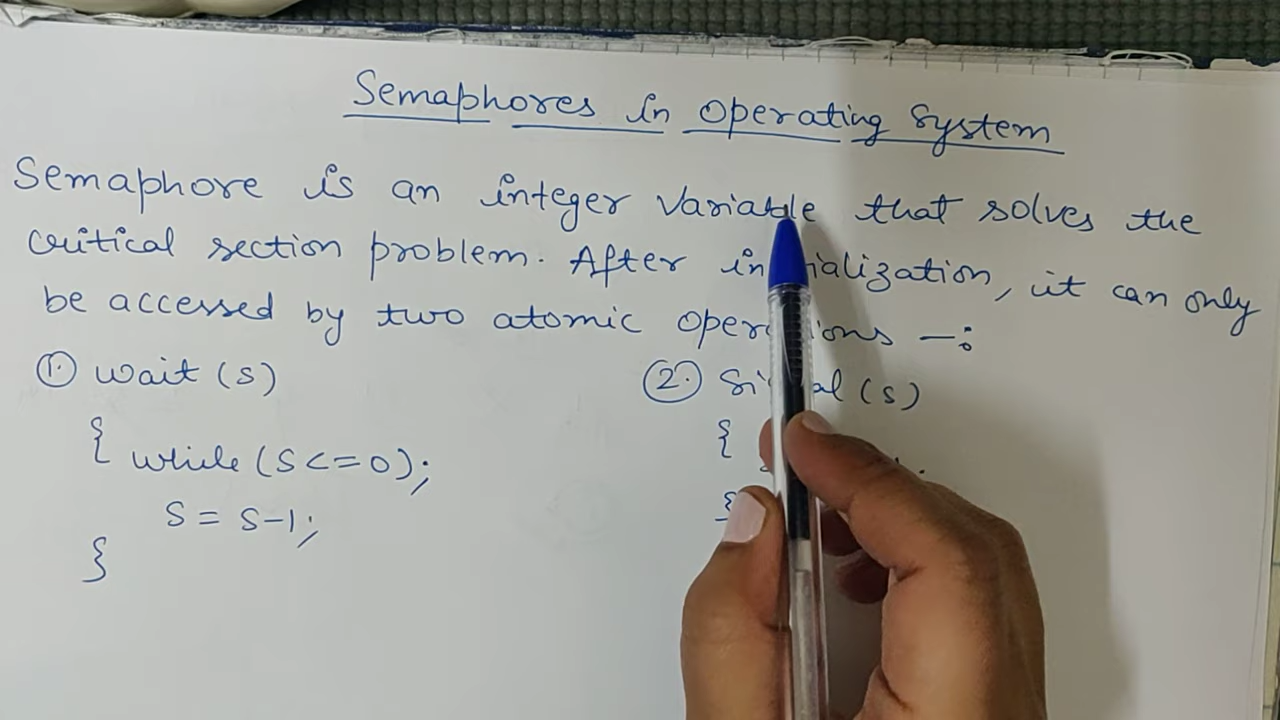 Semaphores in Operating System
Semaphore is an integer variable that solves the
critical section problem. After initialization, it can only
be accessed by two atomic operations –:
1. wait (s)
2. Signal (s)
{ while (S <= 0);
S = S-1;
}
{